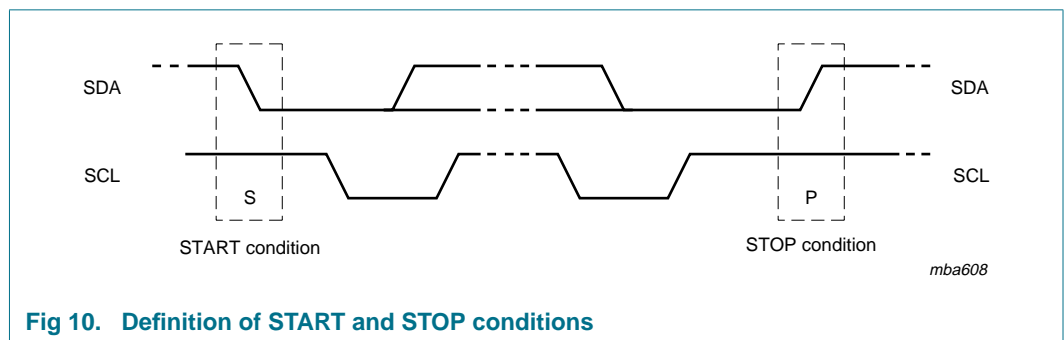 SDA SDA
SCL SCL
S P
START condition STOP condition
mba608
Fig 10. Definition of START and STOP conditions